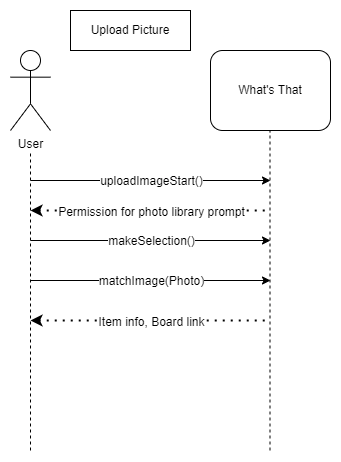 Upload Picture
What's That
User
uploadImageStart()
Permission for photo library prompt
makeSelection()
matchImage(Photo)
Item info, Board link